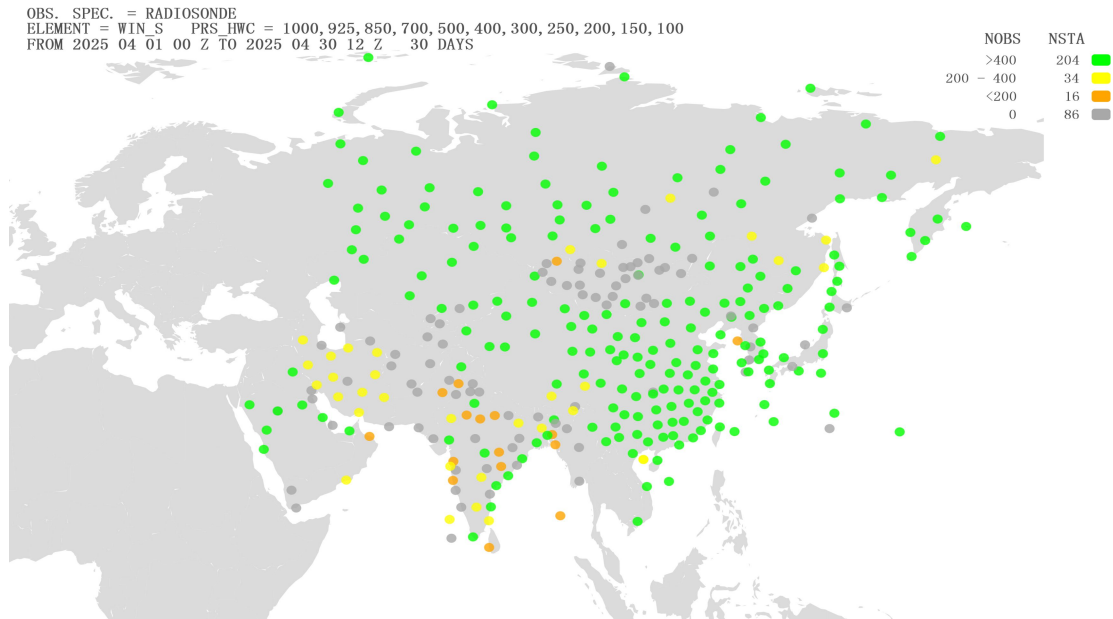 OBS. SPEC. = RADIOSONDE
ELEMENT = WIN_S PRS_HWC = 1000,925,850,700,500,400,300,250,200,150,100
FROM 2025 04 01 00 Z TO 2025 04 30 12 Z 30 DAYS
NOBS NSTA
>400 204
200 - 400 34
<200 16
0 86